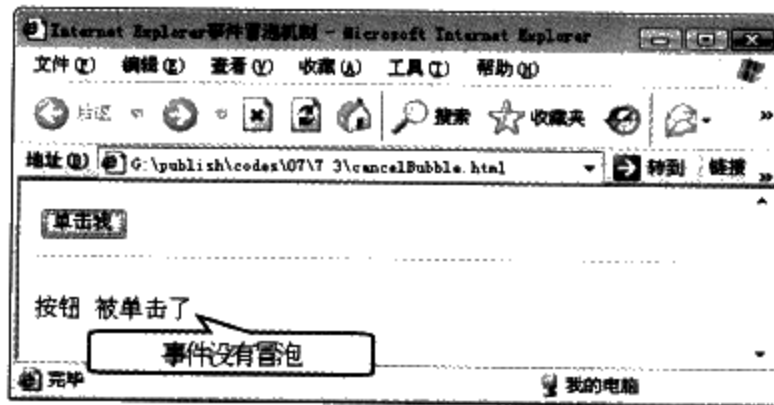 Internet Explorer事件冒泡机制 - Microsoft Internet Explorer
文件(F) 编辑(E) 查看(V) 收藏(A) 工具(T) 帮助(H)
后退 搜索 收藏夹 »
地址(D) G:\publish\codes\07\7 3\cancelBubble.html 转到 链接 »
单击我
按钮 被单击了
事件没有冒泡
完毕 我的电脑